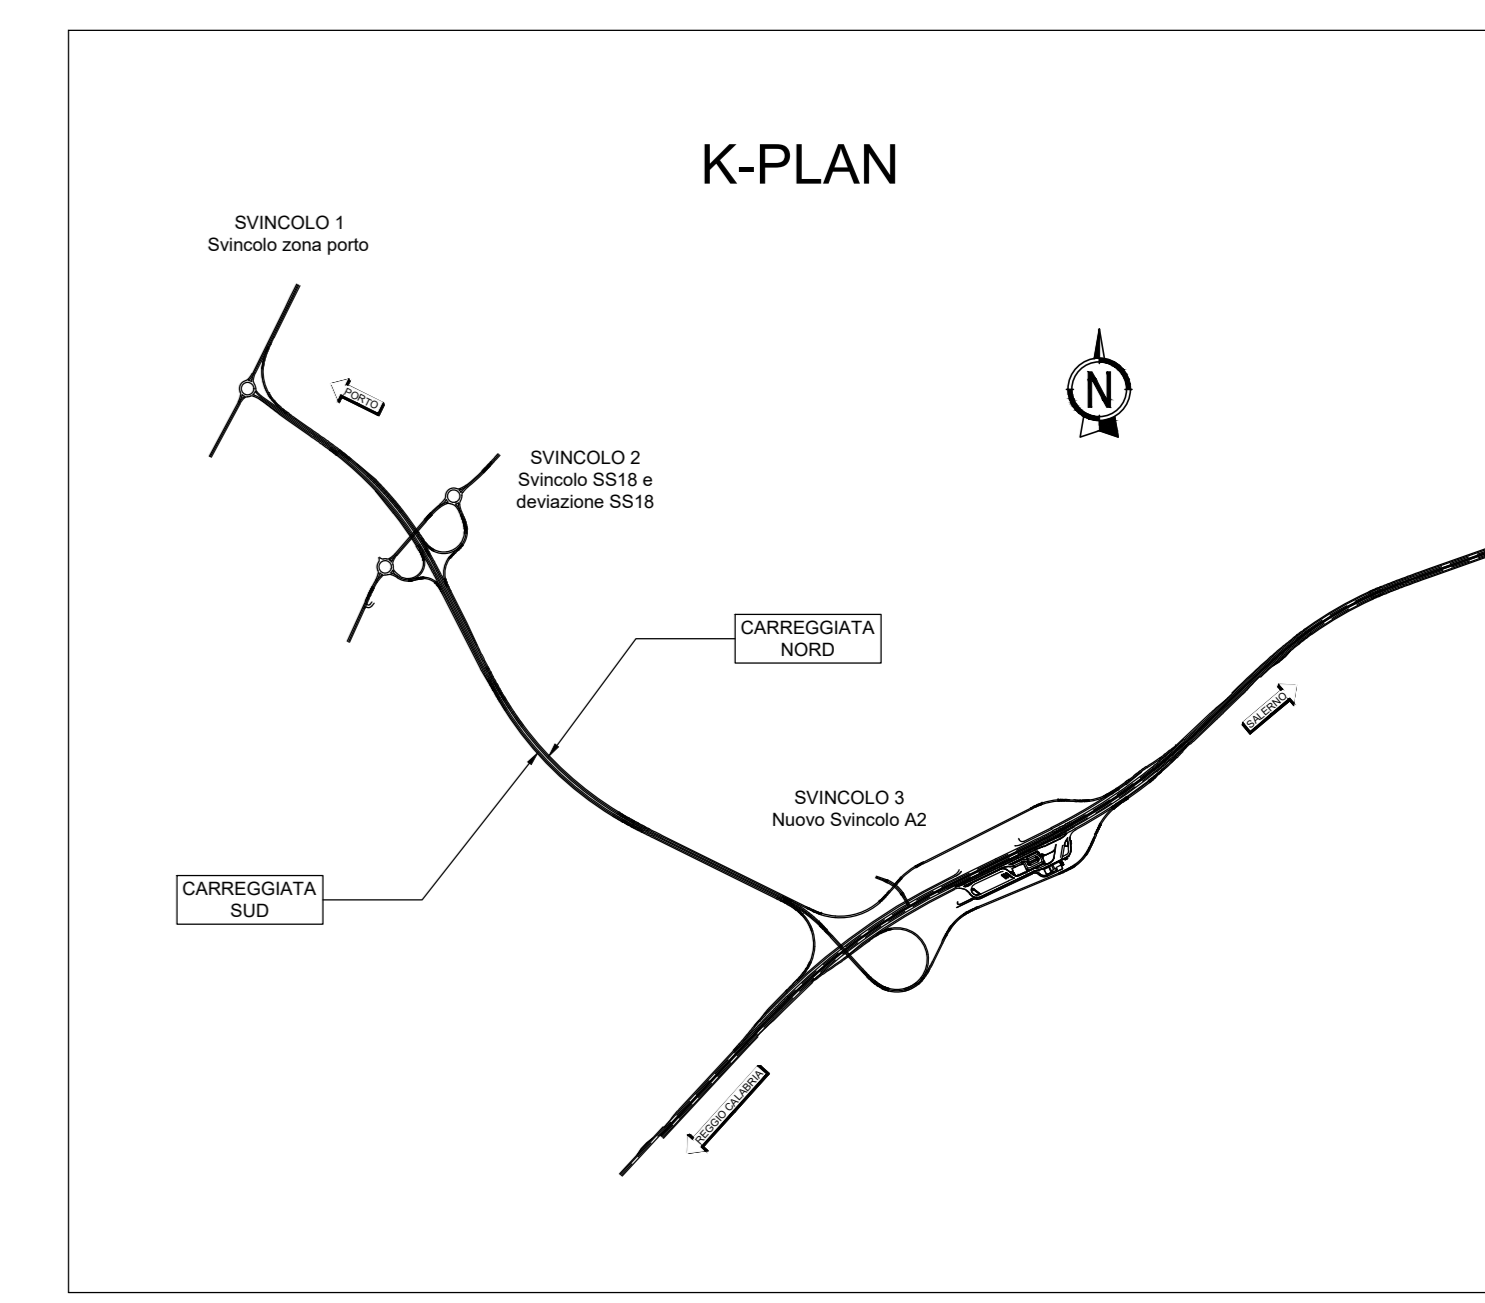 K-PLAN
SVINCOLO 1
Svincolo zona porto
PORTO
N
SVINCOLO 2
Svincolo SS18 e
deviazione SS18
CARREGGIATA
NORD
SALERNO
SVINCOLO 3
Nuovo Svincolo A2
CARREGGIATA
SUD
REGGIO CALABRIA